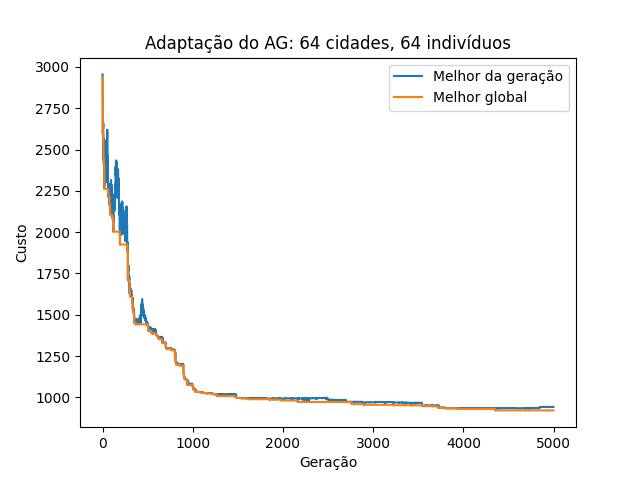 Adaptação do AG: 64 cidades, 64 indivíduos
Melhor da geração
Melhor global
3000
2750
2500
2250
2000
1750
1500
1250
1000
Custo
0 1000 2000 3000 4000 5000
Geração